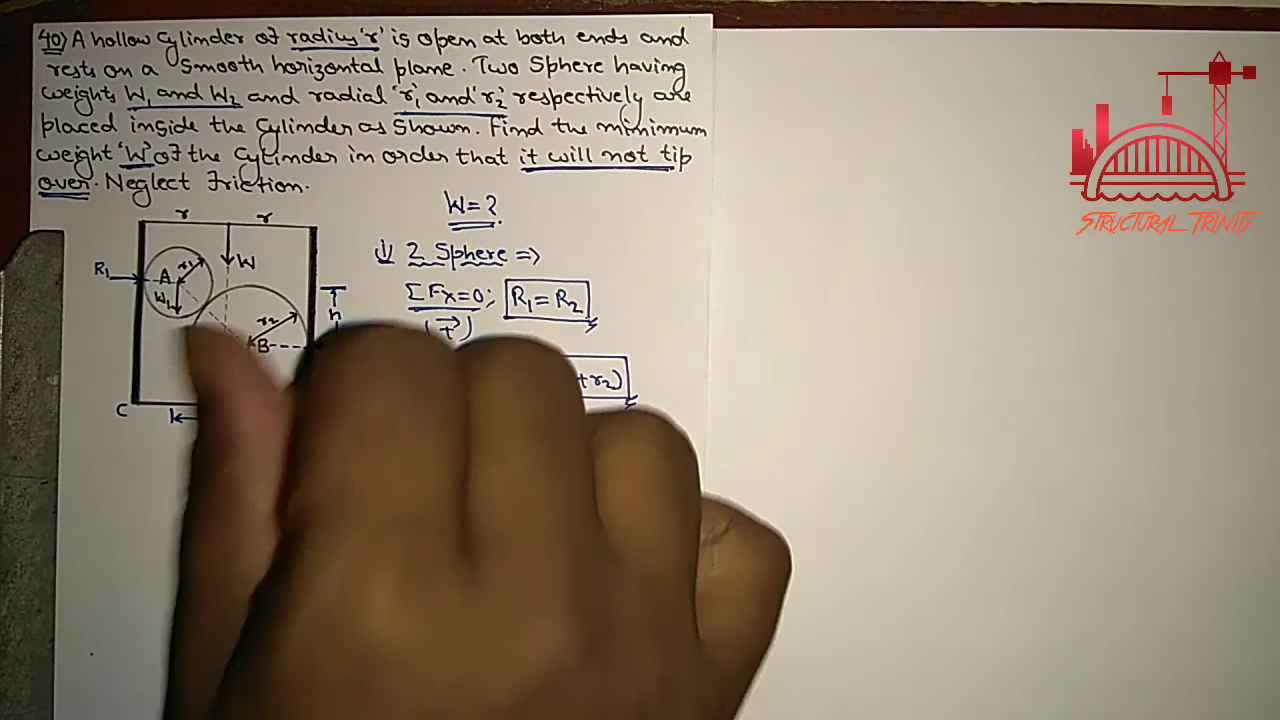 40) A hollow cylinder of radius 'r' is open at both ends and
rests on a smooth horizontal plane. Two Sphere having
weights W₁ and W₂ and radial 'r₁' and 'r₂' respectively are
placed inside the cylinder as shown. Find the minimum
weight 'W' of the cylinder in order that it will not tip
over. Neglect Friction.
W=?
r r
↓ 2 Sphere ⇒
W
R₁ A r₁
W₁
ΣFx=0; R₁=R₂
(→+)
h
r₂
B
+r₂)
C
STRUCTURAL TRINITY